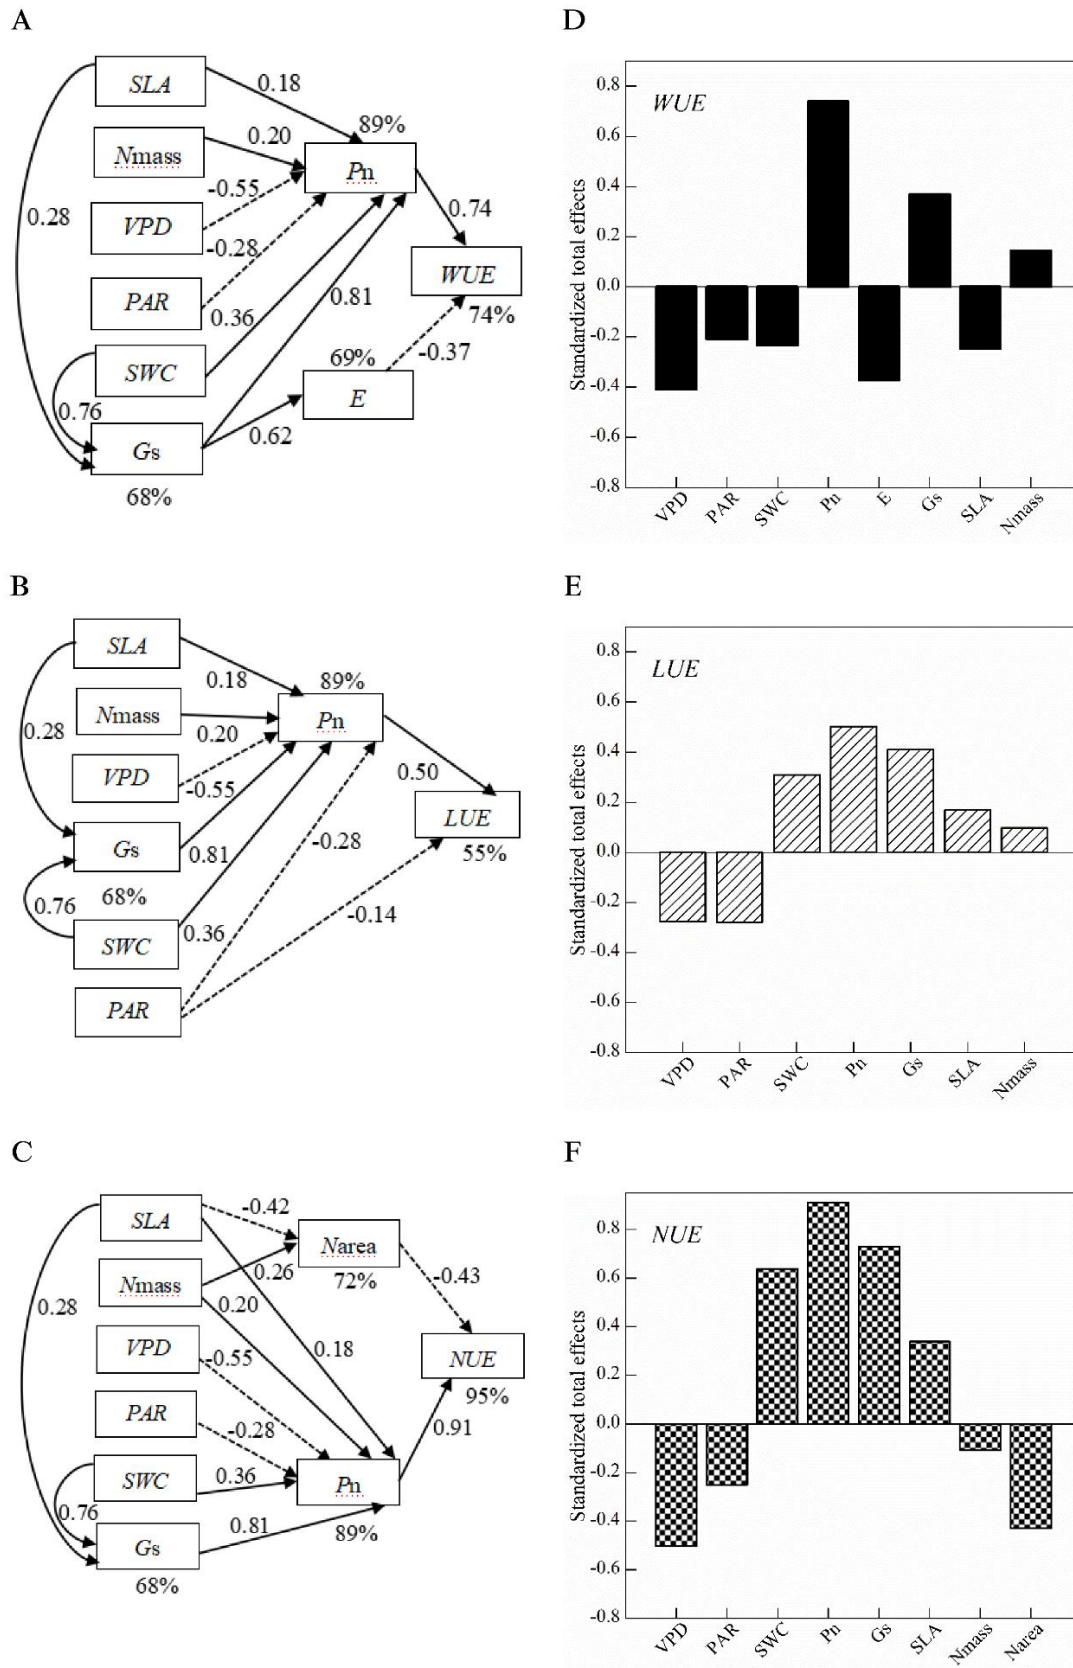 A
SLA
0.18
89%
Nmass
0.20
Pn
-0.55
VPD
0.28
-0.28
0.74
PAR
0.36
0.81
WUE
74%
SWC
69%
-0.37
0.76
E
Gs
0.62
68%
D
WUE
Standardized total effects
0.8
0.6
0.4
0.2
0.0
-0.2
-0.4
-0.6
-0.8
VPD PAR SWC Pn E Gs SLA Nmass
B
SLA
0.18
89%
Nmass
0.20
Pn
0.28
VPD
-0.55
0.50
Gs
0.81
-0.28
LUE
55%
68%
0.76
SWC
0.36
-0.14
PAR
E
LUE
Standardized total effects
0.8
0.6
0.4
0.2
0.0
-0.2
-0.4
-0.6
-0.8
VPD PAR SWC Pn Gs SLA Nmass
C
SLA
-0.42
Narea
Nmass
0.26
72%
-0.43
0.28
0.20
VPD
-0.55
0.18
NUE
95%
PAR
-0.28
0.91
SWC
0.36
Pn
0.76
0.81
89%
Gs
68%
F
NUE
Standardized total effects
0.8
0.6
0.4
0.2
0.0
-0.2
-0.4
-0.6
-0.8
VPD PAR SWC Pn Gs SLA Nmass Narea